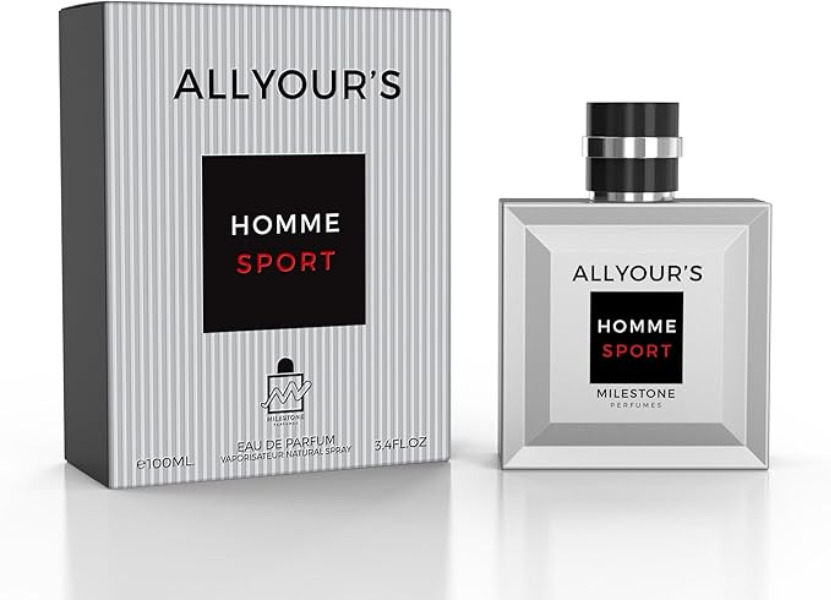 ALLYOUR'S
HOMME
SPORT
MILESTONE
PERFUMES
℮100ML
EAU DE PARFUM
VAPORISATEUR NATURAL SPRAY
3.4FL.OZ
ALLYOUR'S
HOMME
SPORT
MILESTONE
PERFUMES